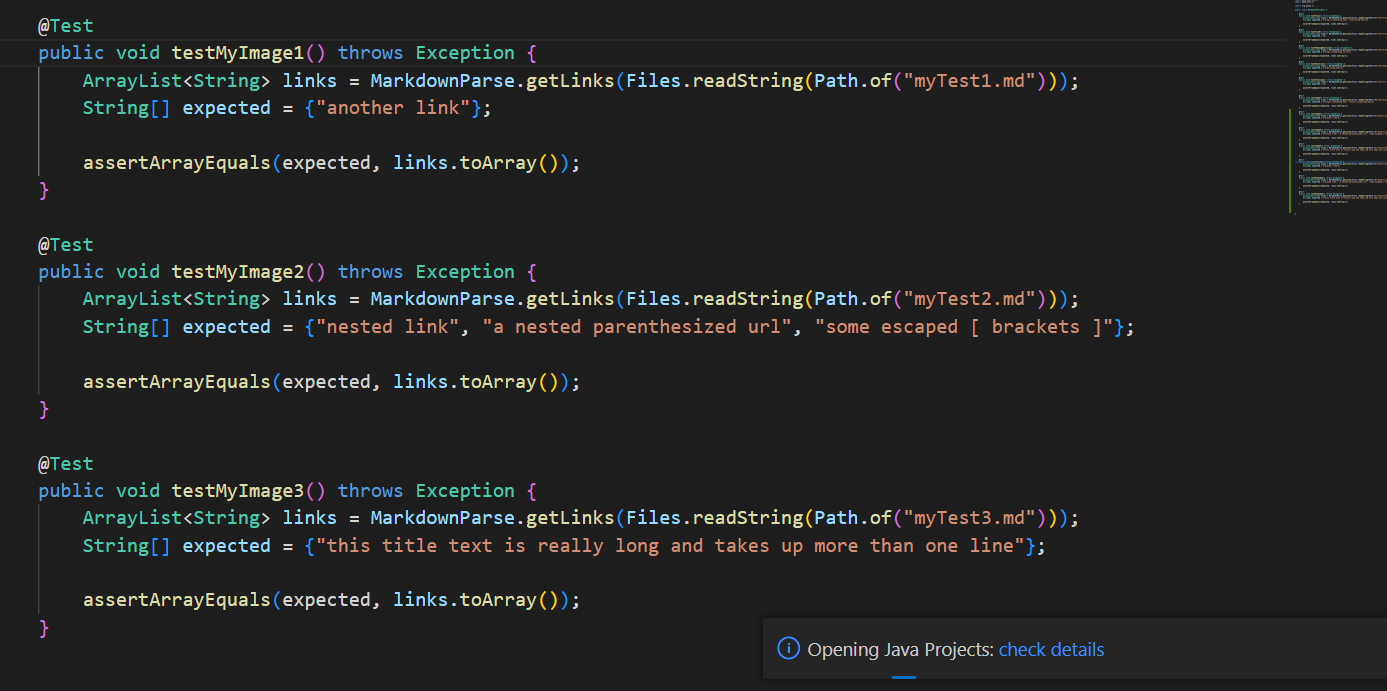 @Test
public void testMyImage1() throws Exception {
    ArrayList<String> links = MarkdownParse.getLinks(Files.readString(Path.of("myTest1.md")));
    String[] expected = {"another link"};

    assertArrayEquals(expected, links.toArray());
}

@Test
public void testMyImage2() throws Exception {
    ArrayList<String> links = MarkdownParse.getLinks(Files.readString(Path.of("myTest2.md")));
    String[] expected = {"nested link", "a nested parenthesized url", "some escaped [ brackets ]"};

    assertArrayEquals(expected, links.toArray());
}

@Test
public void testMyImage3() throws Exception {
    ArrayList<String> links = MarkdownParse.getLinks(Files.readString(Path.of("myTest3.md")));
    String[] expected = {"this title text is really long and takes up more than one line"};

    assertArrayEquals(expected, links.toArray());
}
Opening Java Projects: check details